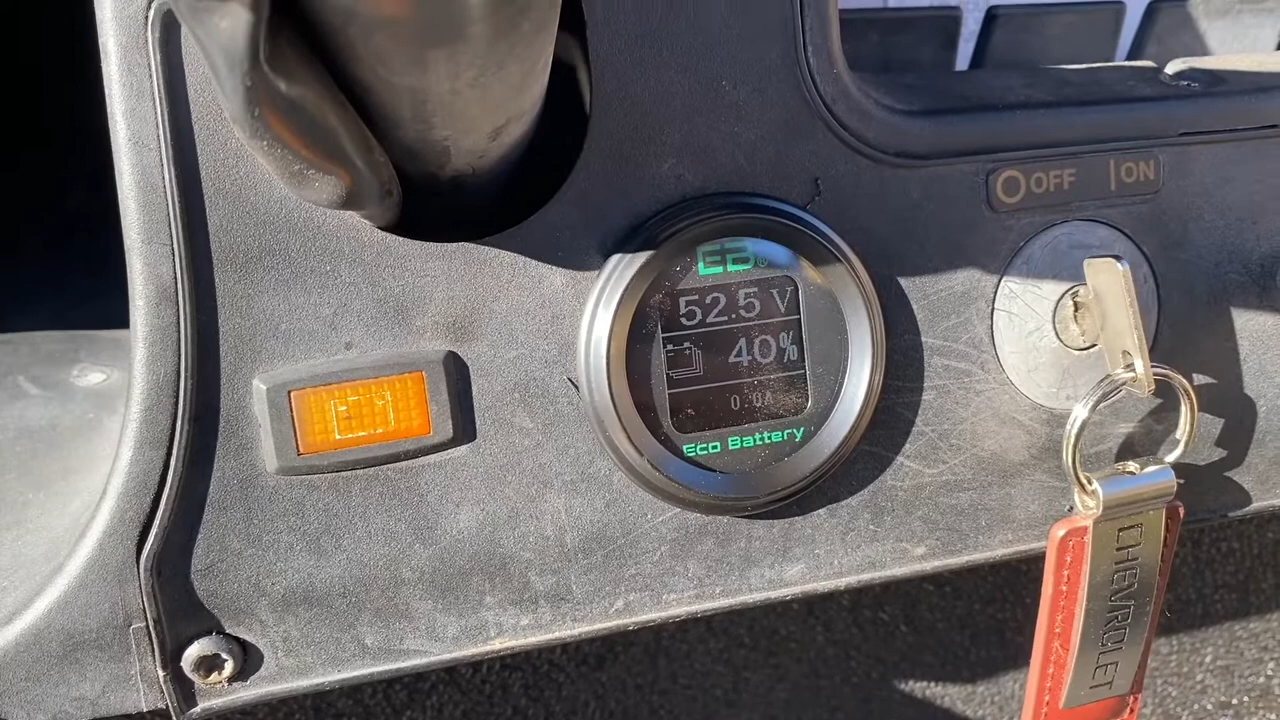 OFF |ON
EB®
52.5 V
40%
0.0A
Eco Battery
CHEVROLET